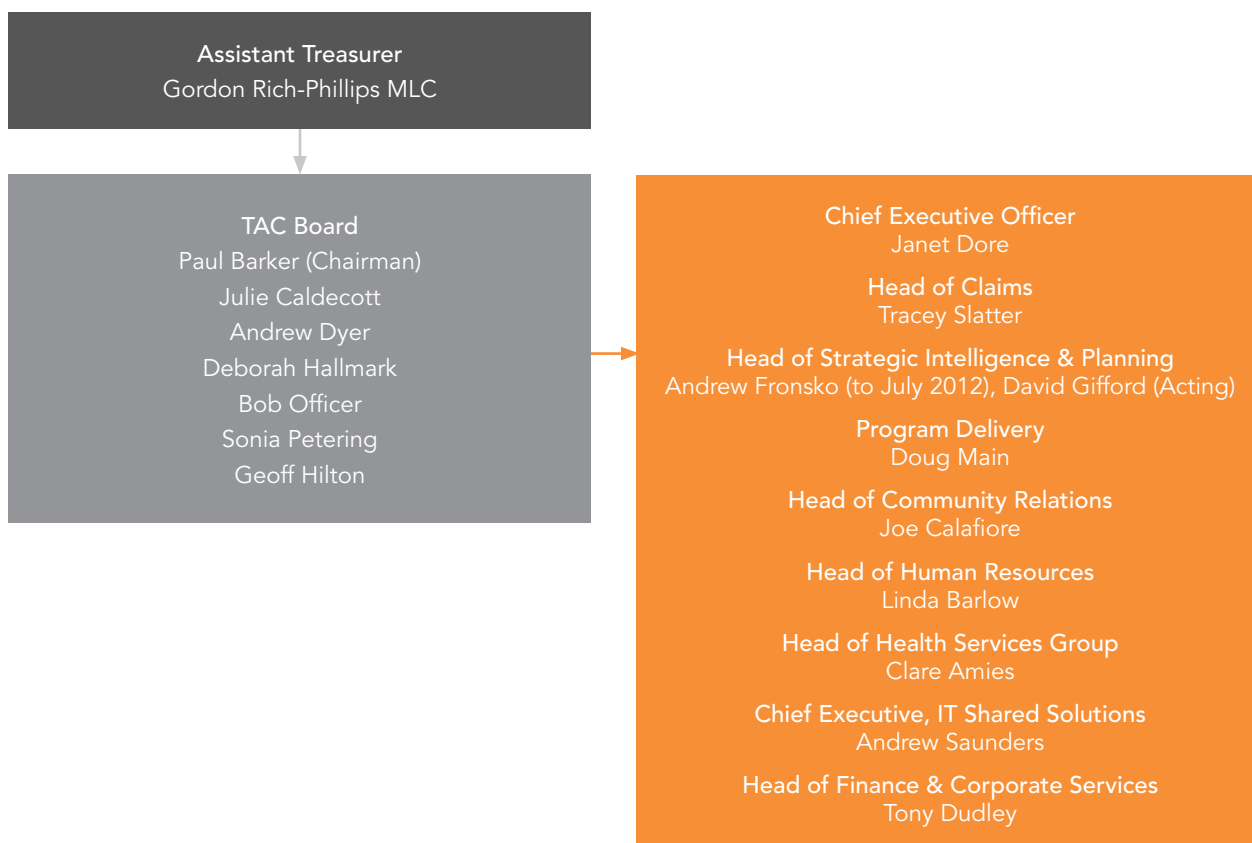 Assistant Treasurer
Gordon Rich-Phillips MLC
TAC Board
Paul Barker (Chairman)
Julie Caldecott
Andrew Dyer
Deborah Hallmark
Bob Officer
Sonia Petering
Geoff Hilton
Chief Executive Officer
Janet Dore
Head of Claims
Tracey Slatter
Head of Strategic Intelligence & Planning
Andrew Fronsko (to July 2012), David Gifford (Acting)
Program Delivery
Doug Main
Head of Community Relations
Joe Calafiore
Head of Human Resources
Linda Barlow
Head of Health Services Group
Clare Amies
Chief Executive, IT Shared Solutions
Andrew Saunders
Head of Finance & Corporate Services
Tony Dudley